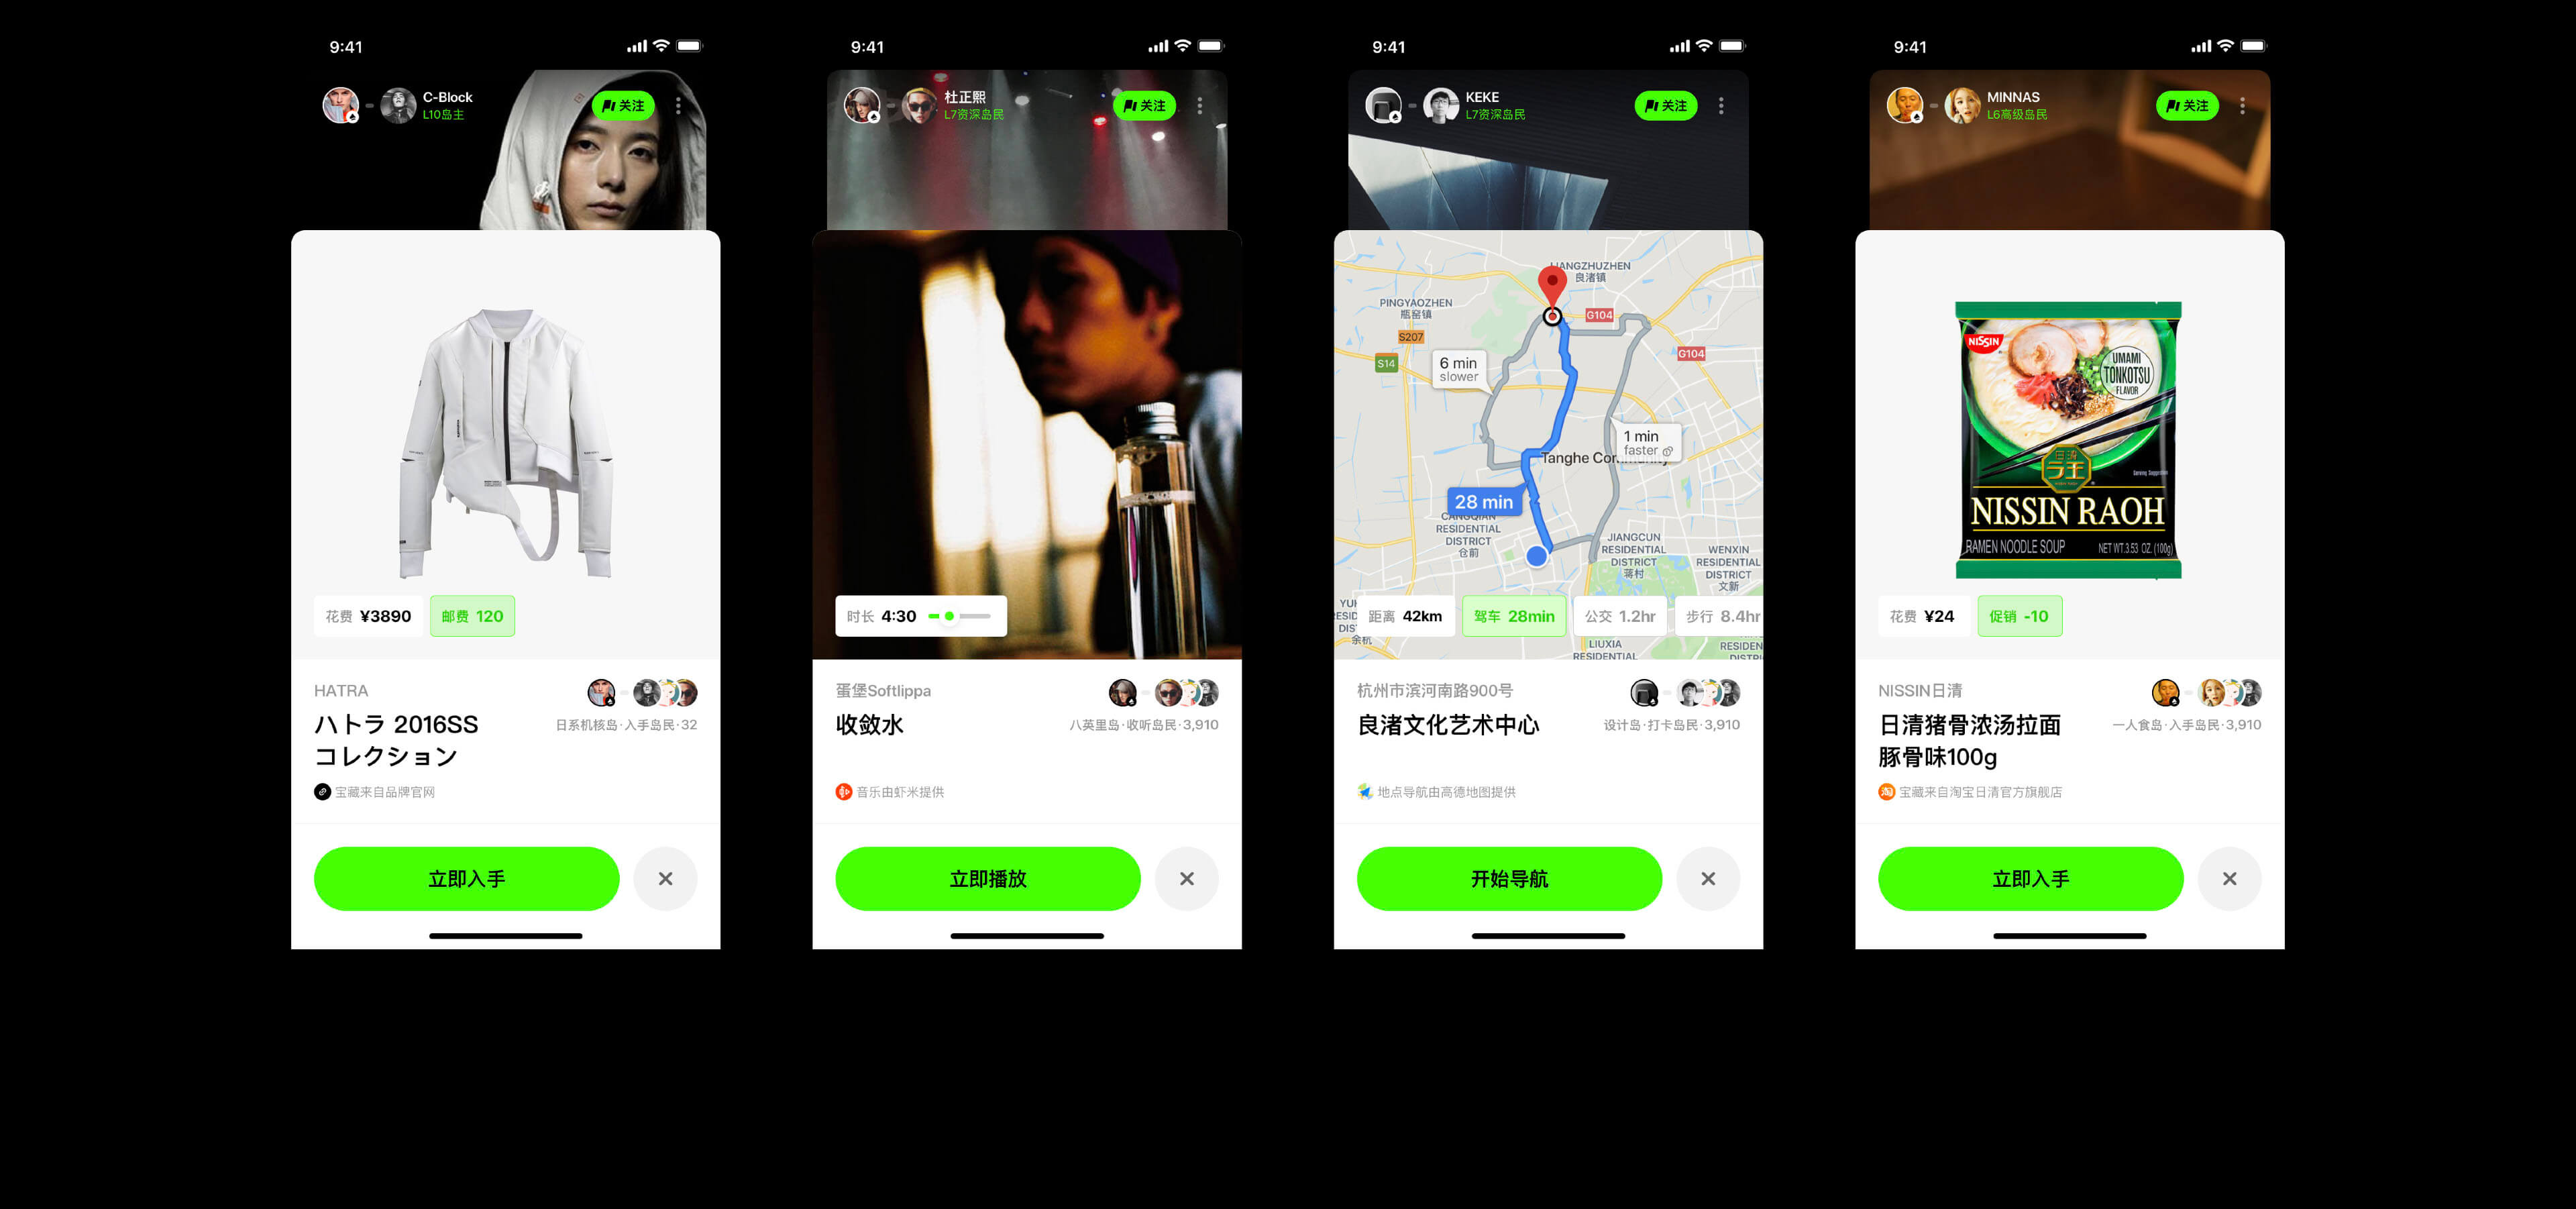 9:41
C-Block
L10岛主
关注
花费 ¥3890
邮费 120
HATRA
ハトラ 2016SS
コレクション
日系机核岛·入手岛民·32
宝藏来自品牌官网
立即入手
9:41
杜正熙
L7资深岛民
关注
时长 4:30
蛋堡Softlippa
收敛水
八英里岛·收听岛民·3,910
音乐由虾米提供
立即播放
9:41
KEKE
L7资深岛民
关注
LIANGZHUZHEN
良渚镇
PINGYAOZHEN
瓶窑镇
G104
S207
S14
G104
6 min
slower
1 min
faster
Tanghe Community
28 min
CANGQIAN
RESIDENTIAL
DISTRICT
仓前
JIANGCUN
RESIDENTIAL
DISTRICT
蒋村
WENXIN
RESIDENTIAL
DISTRICT
文新
余杭
LIUXIA
RESIDENTIAL
距离 42km
驾车 28min
公交 1.2hr
步行 8.4hr
杭州市滨河南路900号
良渚文化艺术中心
设计岛·打卡岛民·3,910
地点导航由高德地图提供
开始导航
9:41
MINNAS
L6高级岛民
关注
NISSIN
UMAMI
TONKOTSU
FLAVOR
日清
ラ王
Serving Suggestion
NISSIN RAOH
RAMEN NOODLE SOUP
NET WT.3.53 OZ. (100g)
花费 ¥24
促销 -10
NISSIN日清
日清猪骨浓汤拉面
豚骨味100g
一人食岛·入手岛民·3,910
淘
宝藏来自淘宝日清官方旗舰店
立即入手